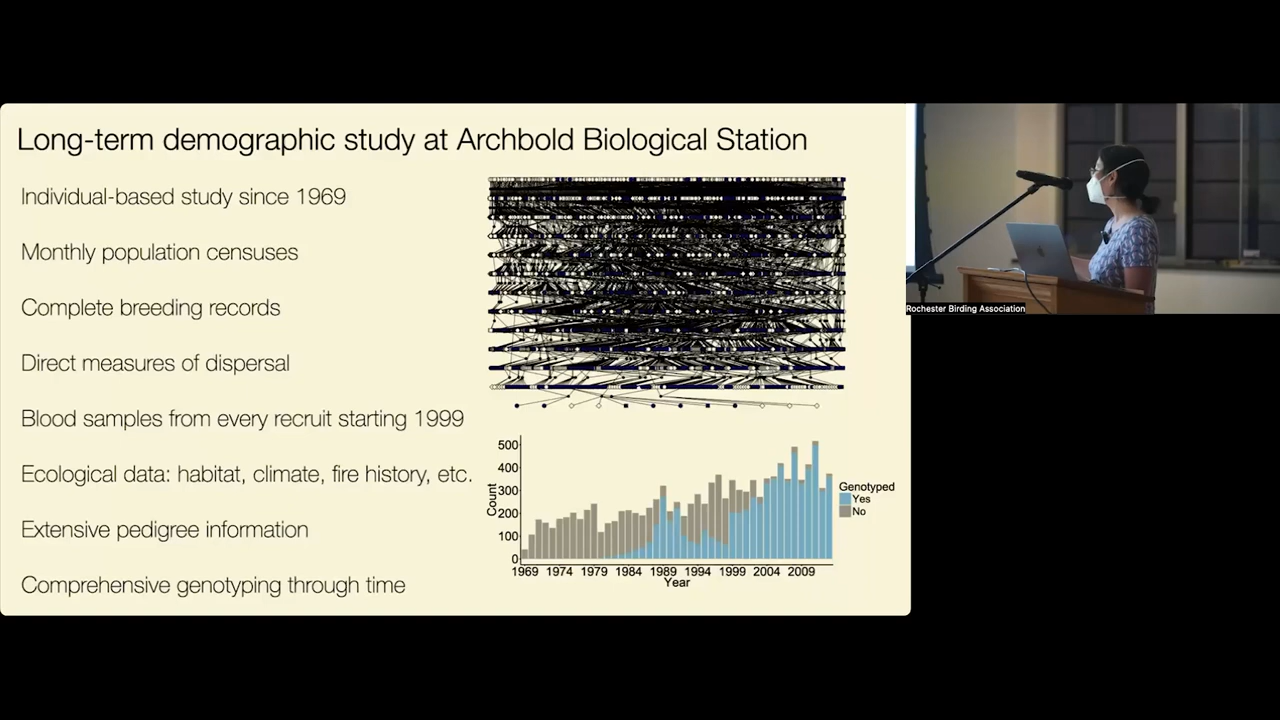 Long-term demographic study at Archbold Biological Station
Individual-based study since 1969
Monthly population censuses
Complete breeding records
Direct measures of dispersal
Blood samples from every recruit starting 1999
Ecological data: habitat, climate, fire history, etc.
Extensive pedigree information
Comprehensive genotyping through time
500
400
300
200
100
0
Count
1969 1974 1979 1984 1989 1994 1999 2004 2009
Year
Genotyped
Yes
No
Rochester Birding Association